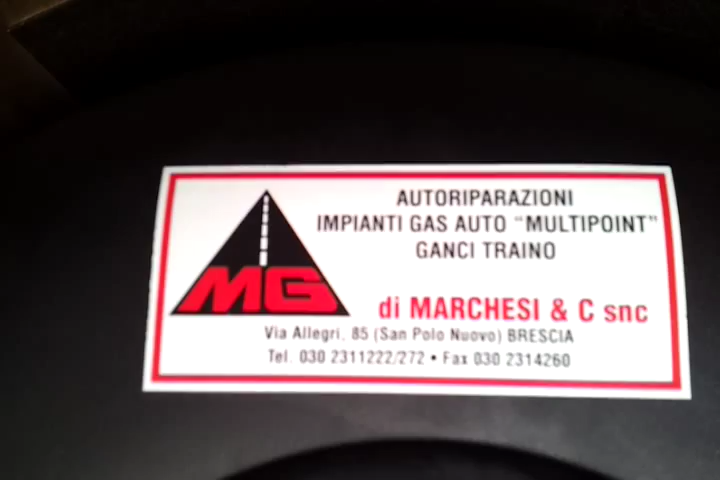 AUTORIPARAZIONI
IMPIANTI GAS AUTO "MULTIPOINT"
GANCI TRAINO
MG
di MARCHESI & C snc
Via Allegri, 85 (San Polo Nuovo) BRESCIA
Tel. 030 2311222/272 • Fax 030 2314260